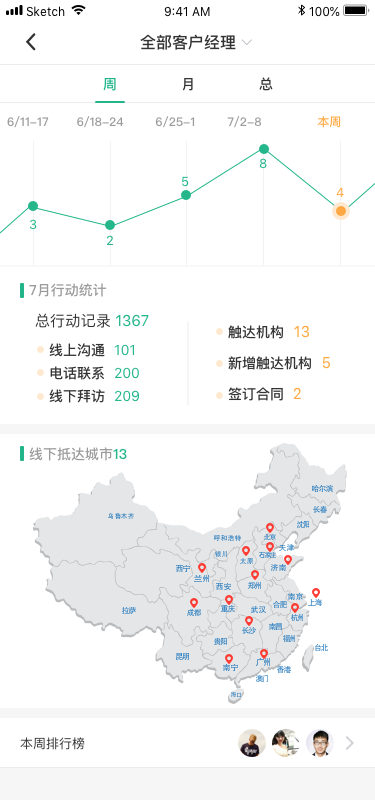 Sketch 9:41 AM 100%
全部客户经理
周 月 总
6/11-17 6/18-24 6/25-1 7/2-8 本周
3 2 5 8 4
7月行动统计
总行动记录 1367
线上沟通 101
电话联系 200
线下拜访 209
触达机构 13
新增触达机构 5
签订合同 2
线下抵达城市13
哈尔滨
长春
乌鲁木齐
沈阳
呼和浩特 北京
天津
银川 石家庄
太原
西宁 济南
兰州
西安 郑州
南京
合肥 上海
拉萨 成都 重庆 武汉
杭州
长沙 南昌
贵阳 福州
台北
昆明 广州
南宁 香港
澳门
海口
本周排行榜